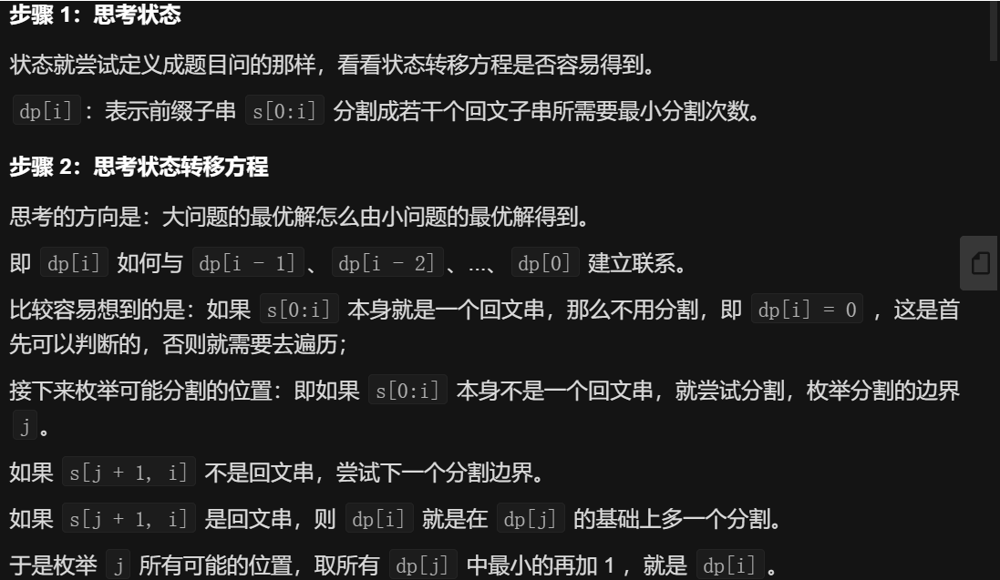 步骤 1：思考状态
状态就尝试定义成题目问的那样，看看状态转移方程是否容易得到。
dp[i]：表示前缀子串 s[0:i] 分割成若干个回文子串所需要最小分割次数。
步骤 2：思考状态转移方程
思考的方向是：大问题的最优解怎么由小问题的最优解得到。
即 dp[i] 如何与 dp[i - 1]、dp[i - 2]、...、dp[0] 建立联系。
比较容易想到的是：如果 s[0:i] 本身就是一个回文串，那么不用分割，即 dp[i] = 0 ，这是首
先可以判断的，否则就需要去遍历；
接下来枚举可能分割的位置：即如果 s[0:i] 本身不是一个回文串，就尝试分割，枚举分割的边界
j。
如果 s[j + 1, i] 不是回文串，尝试下一个分割边界。
如果 s[j + 1, i] 是回文串，则 dp[i] 就是在 dp[j] 的基础上多一个分割。
于是枚举 j 所有可能的位置，取所有 dp[j] 中最小的再加 1 ，就是 dp[i] 。